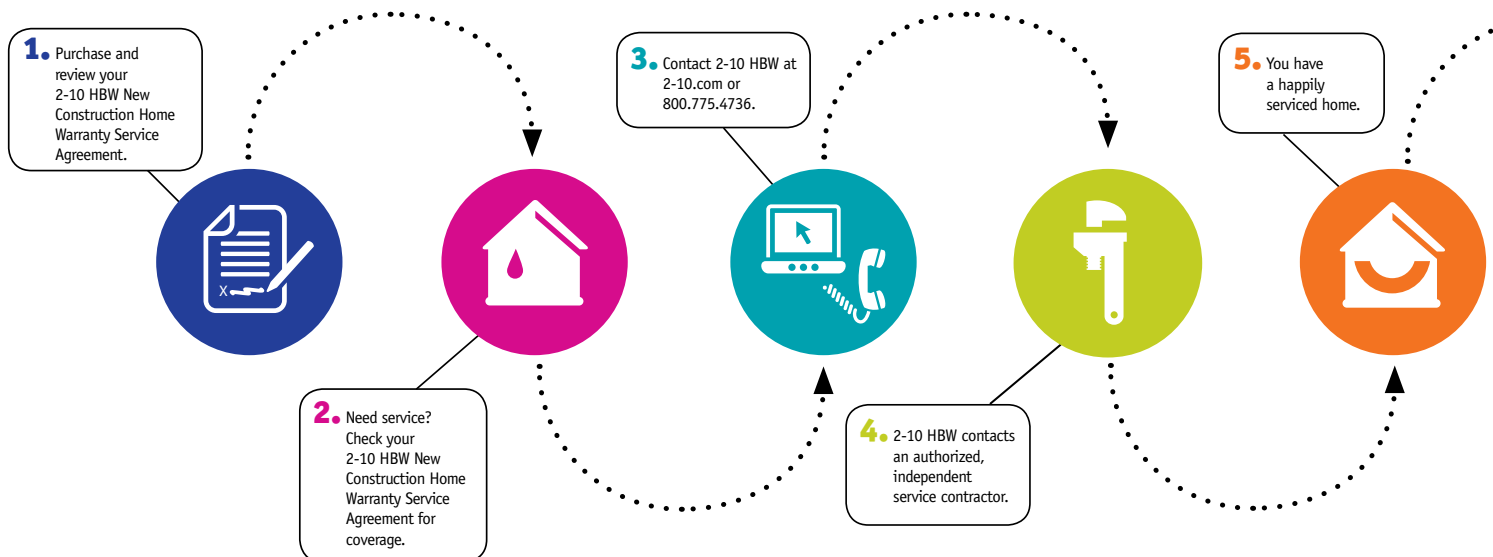 1. Purchase and
review your
2-10 HBW New
Construction Home
Warranty Service
Agreement.
X
2. Need service?
Check your
2-10 HBW New
Construction Home
Warranty Service
Agreement for
coverage.
3. Contact 2-10 HBW at
2-10.com or
800.775.4736.
4. 2-10 HBW contacts
an authorized,
independent
service contractor.
5. You have
a happily
serviced home.